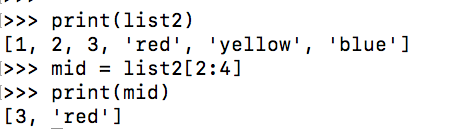 >>> print(list2)
[1, 2, 3, 'red', 'yellow', 'blue']
>>> mid = list2[2:4]
>>> print(mid)
[3, 'red']